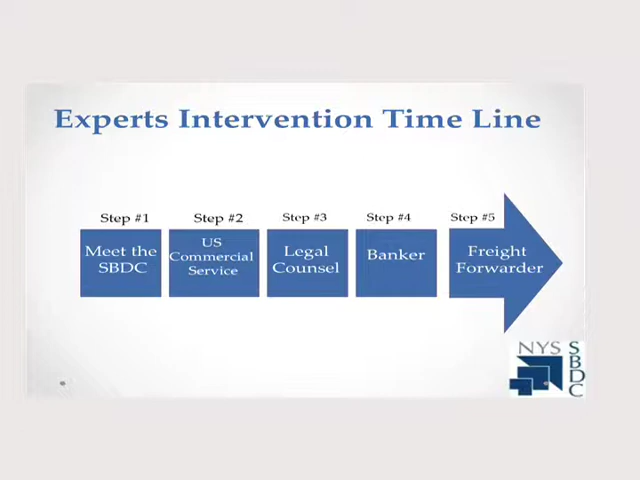 Experts Intervention Time Line
Step #1
Step #2
Step #3
Step #4
Step #5
Meet the
SBDC
US
Commercial
Service
Legal
Counsel
Banker
Freight
Forwarder
NYS
SBDC